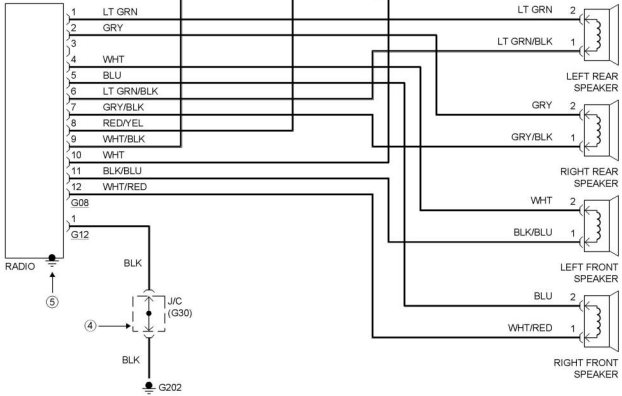 1 LT GRN
2 GRY
3
4 WHT
5 BLU
6 LT GRN/BLK
7 GRY/BLK
8 RED/YEL
9 WHT/BLK
10 WHT
11 BLK/BLU
12 WHT/RED
G08
1
G12
RADIO
5
BLK
J/C
(G30)
4
BLK
G202
LT GRN 2
LT GRN/BLK 1
LEFT REAR
SPEAKER
GRY 2
GRY/BLK 1
RIGHT REAR
SPEAKER
WHT 2
BLK/BLU 1
LEFT FRONT
SPEAKER
BLU 2
WHT/RED 1
RIGHT FRONT
SPEAKER